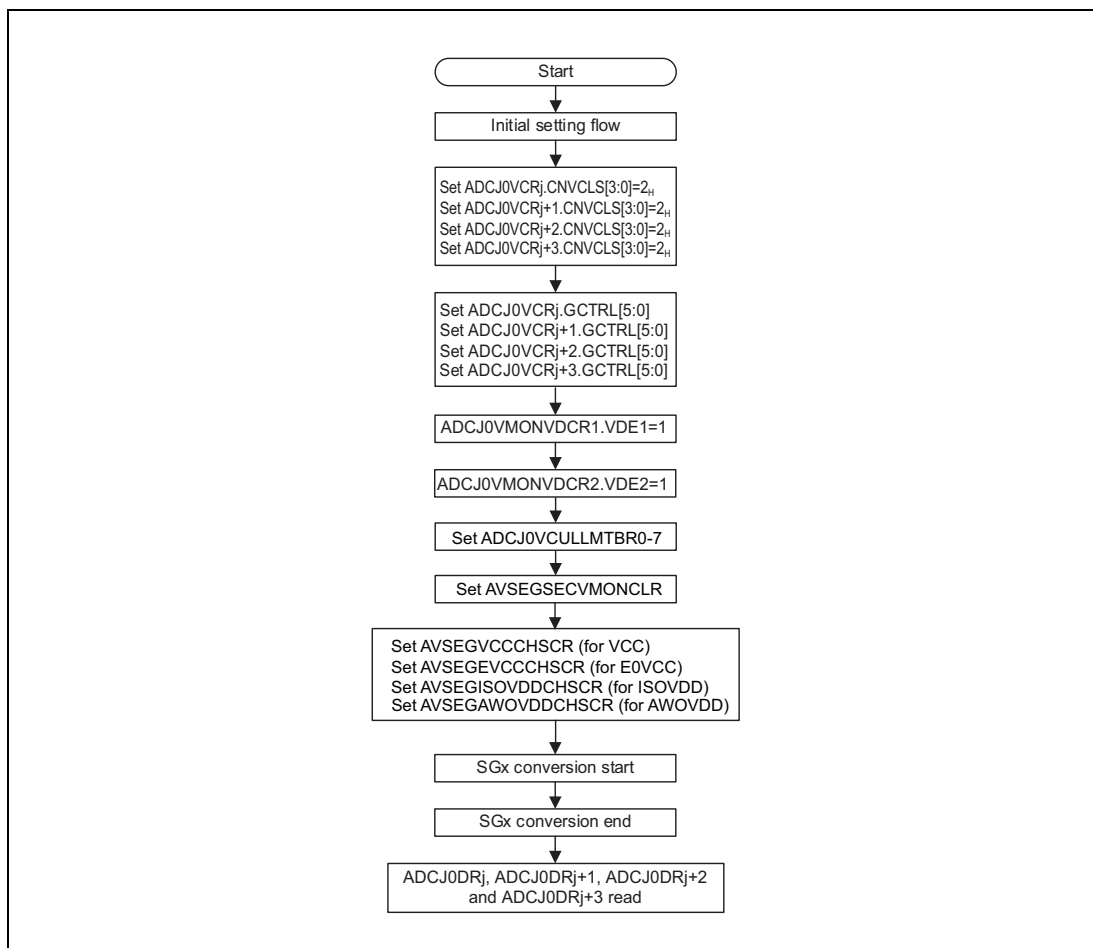 Start
Initial setting flow
Set ADCJ0VCRj.CNVCLS[3:0]=2H
Set ADCJ0VCRj+1.CNVCLS[3:0]=2H
Set ADCJ0VCRj+2.CNVCLS[3:0]=2H
Set ADCJ0VCRj+3.CNVCLS[3:0]=2H
Set ADCJ0VCRj.GCTRL[5:0]
Set ADCJ0VCRj+1.GCTRL[5:0]
Set ADCJ0VCRj+2.GCTRL[5:0]
Set ADCJ0VCRj+3.GCTRL[5:0]
ADCJ0VMONVDCR1.VDE1=1
ADCJ0VMONVDCR2.VDE2=1
Set ADCJ0VCULLMTBR0-7
Set AVSEGSECVMONCLR
Set AVSEGVCCCHSCR (for VCC)
Set AVSEGEVCCCHSCR (for E0VCC)
Set AVSEGISOVDDCHSCR (for ISOVDD)
Set AVSEGAWOVDDCHSCR (for AWOVDD)
SGx conversion start
SGx conversion end
ADCJ0DRj, ADCJ0DRj+1, ADCJ0DRj+2
and ADCJ0DRj+3 read